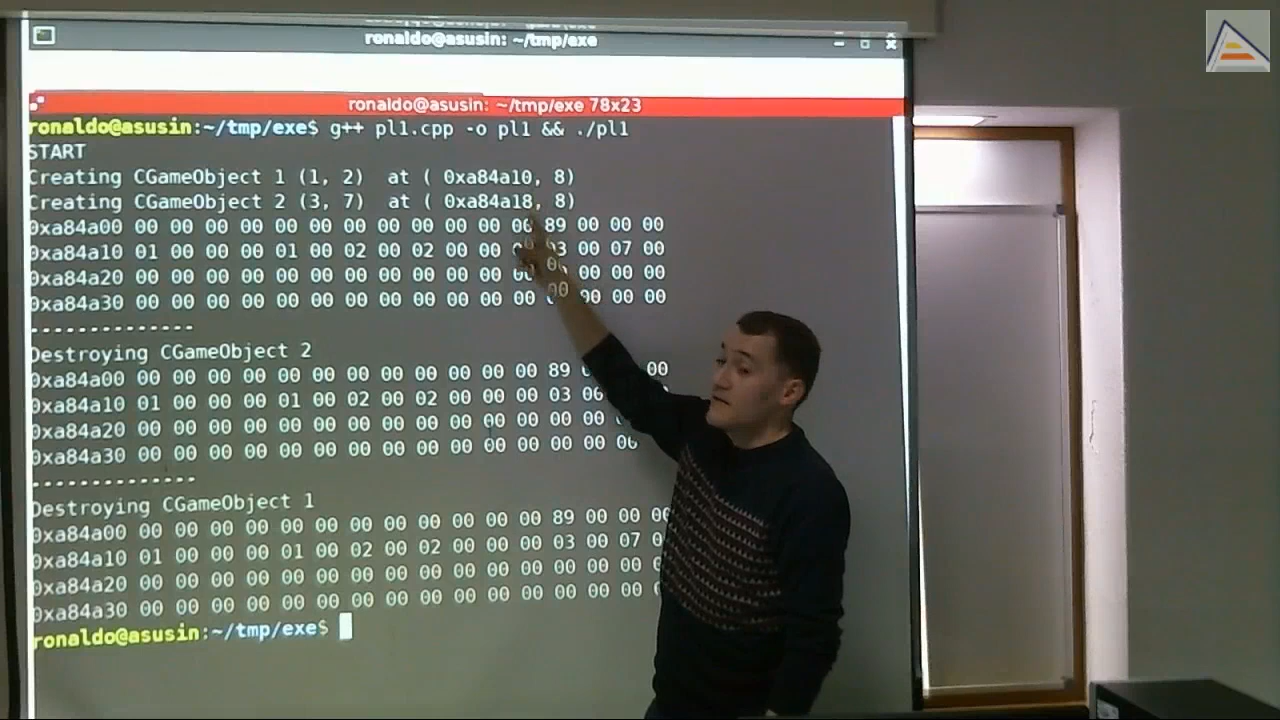 ronaldo@asusin: ~/tmp/exe
ronaldo@asusin: ~/tmp/exe 78x23
ronaldo@asusin:~/tmp/exe$ g++ pl1.cpp -o pl1 && ./pl1
START
Creating CGameObject 1 (1, 2)  at ( 0xa84a10, 8)
Creating CGameObject 2 (3, 7)  at ( 0xa84a18, 8)
0xa84a00 00 00 00 00 00 00 00 00 00 00 00 00 89 00 00 00
0xa84a10 01 00 00 00 01 00 02 00 02 00 00 03 00 07 00
0xa84a20 00 00 00 00 00 00 00 00 00 00 00 00 00 00 00 00
0xa84a30 00 00 00 00 00 00 00 00 00 00 00 00 00 00 00
--------------
Destroying CGameObject 2
0xa84a00 00 00 00 00 00 00 00 00 00 00 00 00 89 00
0xa84a10 01 00 00 00 01 00 02 00 02 00 00 00 03
0xa84a20 00 00 00 00 00 00 00 00 00 00 00 00 00 00
0xa84a30 00 00 00 00 00 00 00 00 00 00 00 00 00 00 00
--------------
Destroying CGameObject 1
0xa84a00 00 00 00 00 00 00 00 00 00 00 00 00 89 00 00 00
0xa84a10 01 00 00 00 01 00 02 00 02 00 00 00 03 00 07
0xa84a20 00 00 00 00 00 00 00 00 00 00 00 00 00 00 00
0xa84a30 00 00 00 00 00 00 00 00 00 00 00 00 00 00 00
ronaldo@asusin:~/tmp/exe$